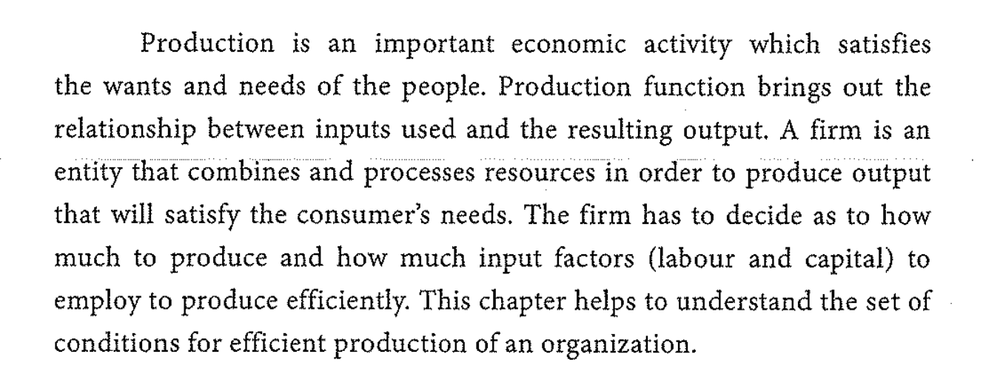 Production is an important economic activity which satisfies
the wants and needs of the people. Production function brings out the
relationship between inputs used and the resulting output. A firm is an
entity that combines and processes resources in order to produce output
that will satisfy the consumer's needs. The firm has to decide as to how
much to produce and how much input factors (labour and capital) to
employ to produce efficiently. This chapter helps to understand the set of
conditions for efficient production of an organization.